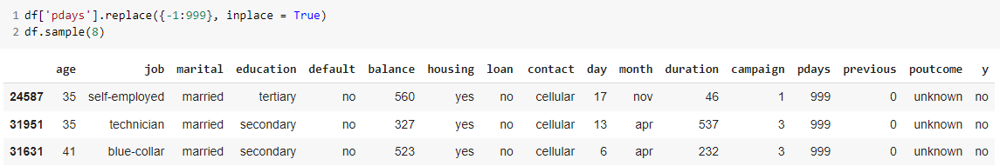 1 df['pdays'].replace({-1:999}, inplace = True)
2 df.sample(8)
age job marital education default balance housing loan contact day month duration campaign pdays previous poutcome y
24587 35 self-employed married tertiary no 560 yes no cellular 17 nov 46 1 999 0 unknown no
31951 35 technician married secondary no 327 yes no cellular 13 apr 537 3 999 0 unknown no
31631 41 blue-collar married secondary no 523 yes no cellular 6 apr 232 3 999 0 unknown no